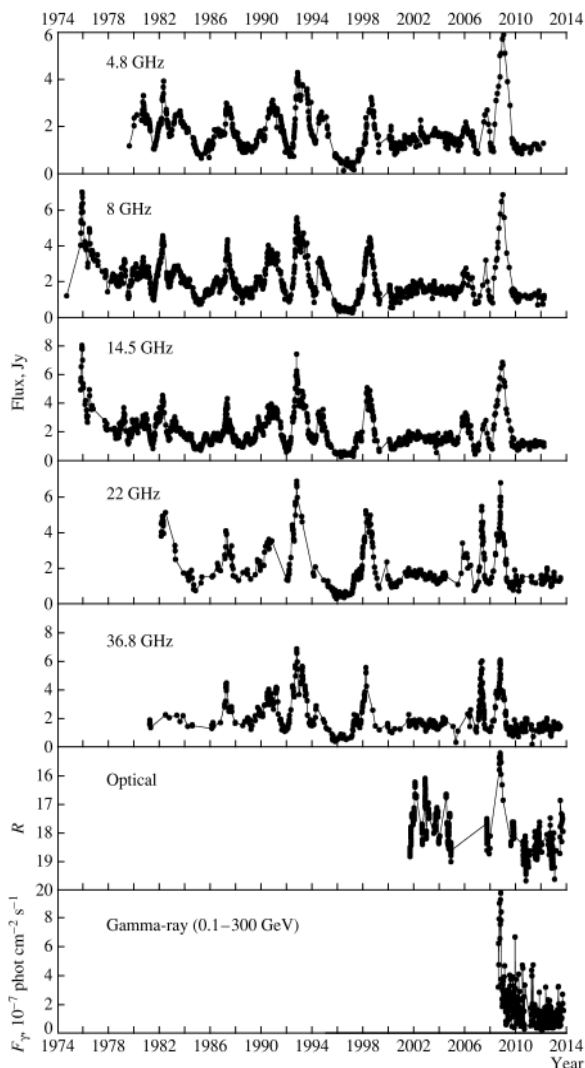 1974 1978 1982 1986 1990 1994 1998 2002 2006 2010 2014
6
4.8 GHz
4
2
0
8 GHz
6
4
2
0
Flux, Jy
14.5 GHz
8
6
4
2
0
22 GHz
6
4
2
0
36.8 GHz
6
4
2
0
Optical
16
17
R
18
19
20
Gamma-ray (0.1–300 GeV)
8
6
4
2
0
Fγ, 10⁻⁷ phot cm⁻² s⁻¹
1974 1978 1982 1986 1990 1994 1998 2002 2006 2010 2014
Year